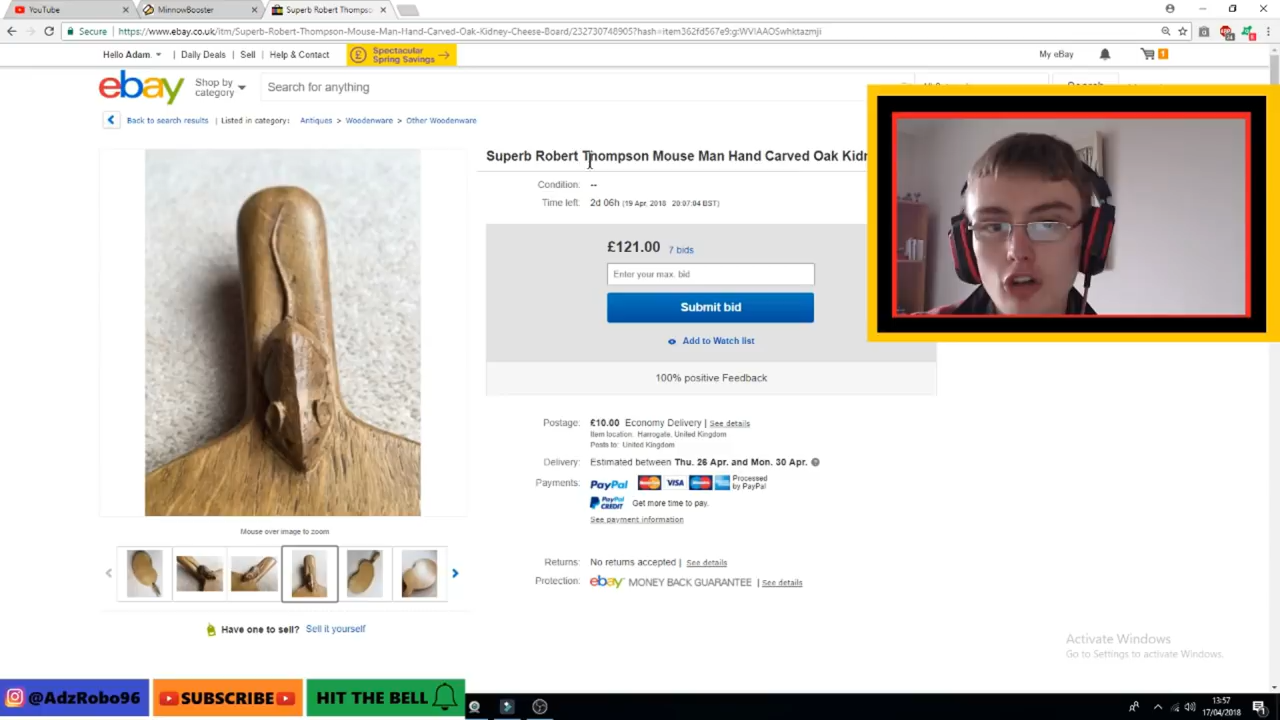 YouTube
MinnowBooster
Superb Robert Thomps
Secure
https://www.ebay.co.uk/itm/Superb-Robert-Thompson-Mouse-Man-Hand-Carved-Oak-Kidney-Cheese-Board/232730748905?hash=item362fd56e9:g:WVIAAOSwhktazmji
Hello Adam.
Daily Deals
Sell
Help & Contact
Spectacular
Spring Savings
My eBay
1
ebay
Shop by
category
Search for anything
Back to search results
Listed in category:
Antiques > Woodenware > Other Woodenware
Superb Robert Thompson Mouse Man Hand Carved Oak Kidn
Condition: --
Time left: 2d 06h (19 Apr, 2018 20:07:04 BST)
£121.00 7 bids
Enter your max. bid
Submit bid
Add to Watch list
100% positive Feedback
Postage: £10.00 Economy Delivery | See details
Item location: Harrogate, United Kingdom
Posts to: United Kingdom
Delivery: Estimated between Thu. 26 Apr. and Mon. 30 Apr.
Payments: PayPal MasterCard VISA Maestro Processed
by PayPal
PayPal
CREDIT Get more time to pay.
See payment information
Returns: No returns accepted | See details
Protection: ebay MONEY BACK GUARANTEE | See details
Mouse over image to zoom
Have one to sell? Sell it yourself
Activate Windows
Go to Settings to activate Windows.
@AdzRobo96
SUBSCRIBE
HIT THE BELL
13:57
17/04/2018